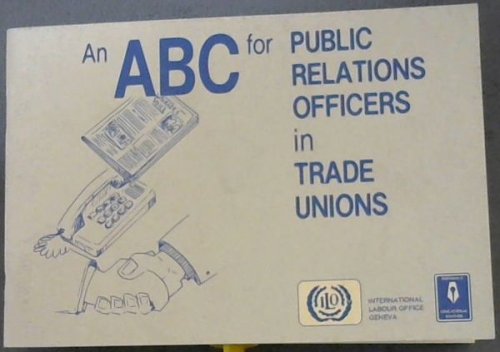 An ABC for PUBLIC
RELATIONS
OFFICERS
in
TRADE
UNIONS
ILO
INTERNATIONAL
LABOUR OFFICE
GENEVA